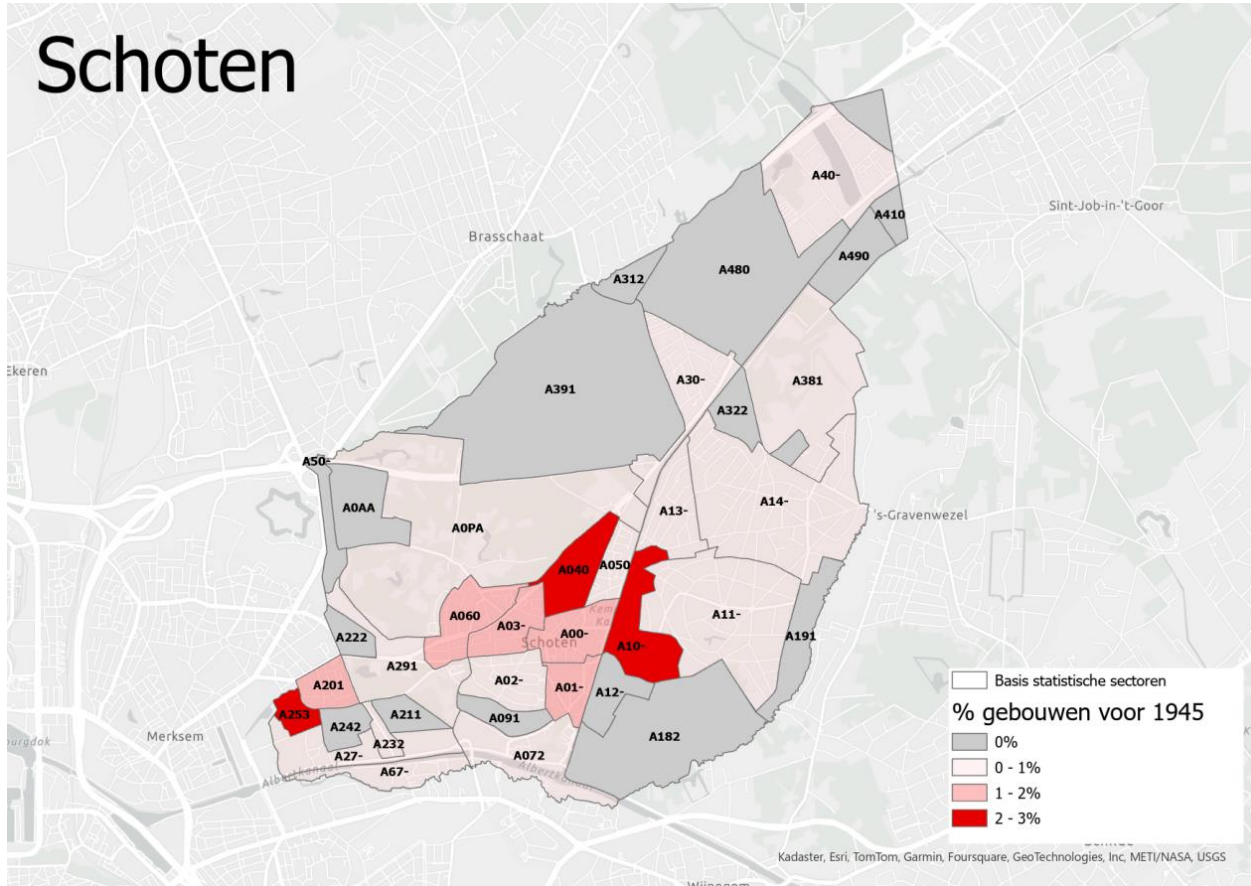 Schoten
A40-
Sint-Job-in-'t-Goor
A410
Brasschaat
A490
A312
A480
Ekeren
A30-
A381
A391
A322
A50-
A0AA
A14-
A0PA
A13-
's-Gravenwezel
A040
A050
A060
A03-
A00-
A11-
A10-
A191
Schoten
A222
A291
A02-
A01-
A12-
A201
A253
A211
A091
A242
Merksem
A232
A182
A27-
A072
Albertkanaal
A67-
Albertkanaal
Basis statistische sectoren
% gebouwen voor 1945
0%
0 - 1%
1 - 2%
2 - 3%
Kadaster, Esri, TomTom, Garmin, Foursquare, GeoTechnologies, Inc, METI/NASA, USGS